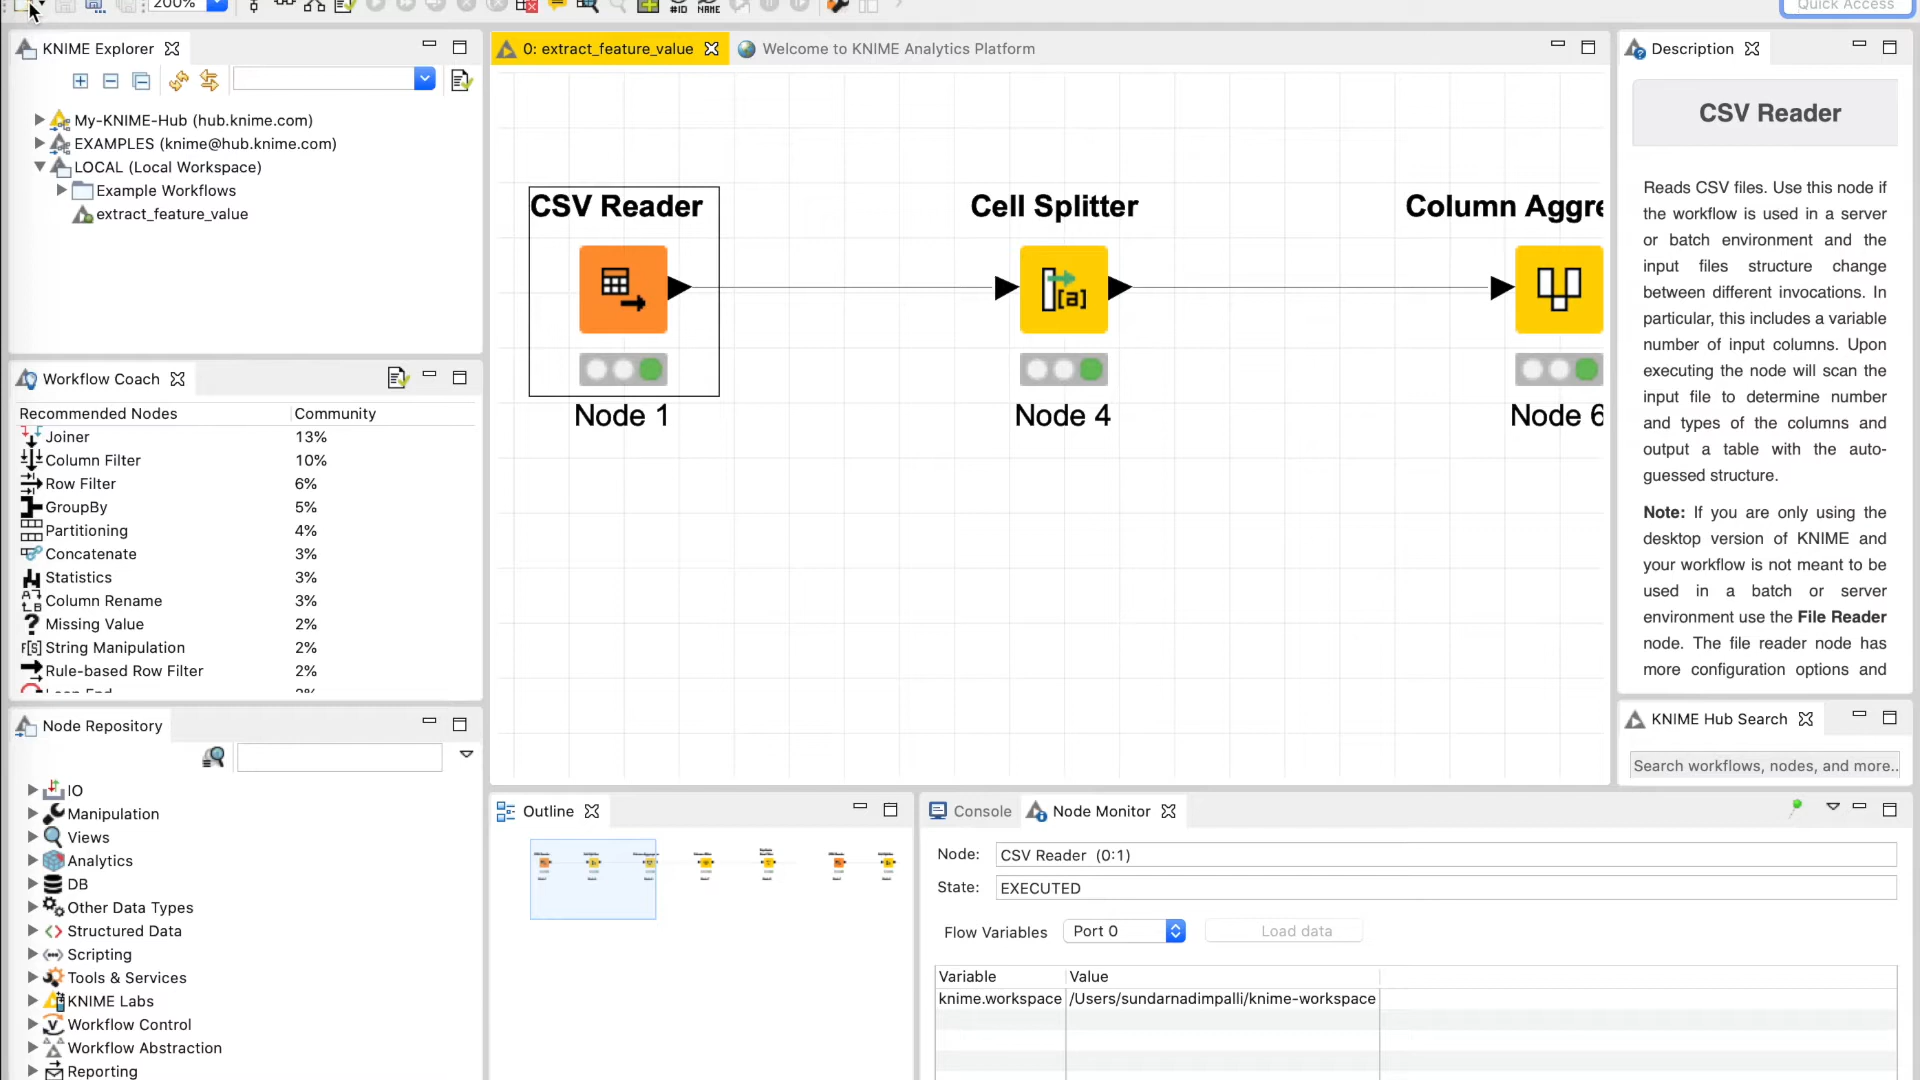 200%
Quick Access
KNIME Explorer
My-KNIME-Hub (hub.knime.com)
EXAMPLES (knime@hub.knime.com)
LOCAL (Local Workspace)
Example Workflows
extract_feature_value
Workflow Coach
Recommended Nodes Community
Joiner 13%
Column Filter 10%
Row Filter 6%
GroupBy 5%
Partitioning 4%
Concatenate 3%
Statistics 3%
Column Rename 3%
Missing Value 2%
String Manipulation 2%
Rule-based Row Filter 2%
Node Repository
IO
Manipulation
Views
Analytics
DB
Other Data Types
Structured Data
Scripting
Tools & Services
KNIME Labs
Workflow Control
Workflow Abstraction
Reporting
0: extract_feature_value
Welcome to KNIME Analytics Platform
CSV Reader
Node 1
Cell Splitter
Node 4
Column Aggre
Node 6
Outline
Console
Node Monitor
Node: CSV Reader (0:1)
State: EXECUTED
Flow Variables Port 0 Load data
Variable Value
knime.workspace /Users/sundarnadimpalli/knime-workspace
Description
CSV Reader
Reads CSV files. Use this node if
the workflow is used in a server
or batch environment and the
input files structure change
between different invocations. In
particular, this includes a variable
number of input columns. Upon
executing the node will scan the
input file to determine number
and types of the columns and
output a table with the auto-
guessed structure.
Note: If you are only using the
desktop version of KNIME and
your workflow is not meant to be
used in a batch or server
environment use the File Reader
node. The file reader node has
more configuration options and
KNIME Hub Search
Search workflows, nodes, and more..